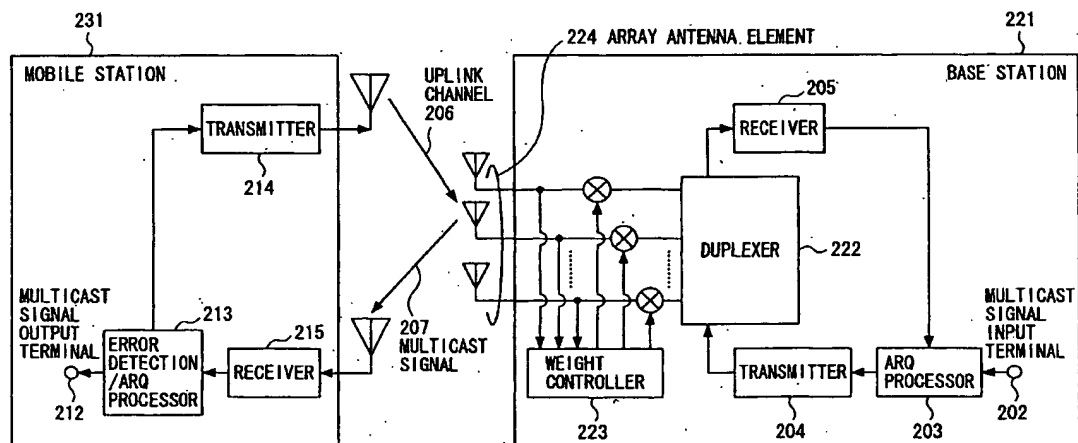 231
MOBILE STATION
TRANSMITTER
214
UPLINK
CHANNEL
206
224 ARRAY ANTENNA ELEMENT
221
BASE STATION
205
RECEIVER
DUPLEXER
222
207
MULTICAST
SIGNAL
MULTICAST
SIGNAL
OUTPUT
TERMINAL
212
213
ERROR
DETECTION
/ARQ
PROCESSOR
215
RECEIVER
WEIGHT
CONTROLLER
223
TRANSMITTER
204
ARQ
PROCESSOR
203
MULTICAST
SIGNAL
INPUT
TERMINAL
202